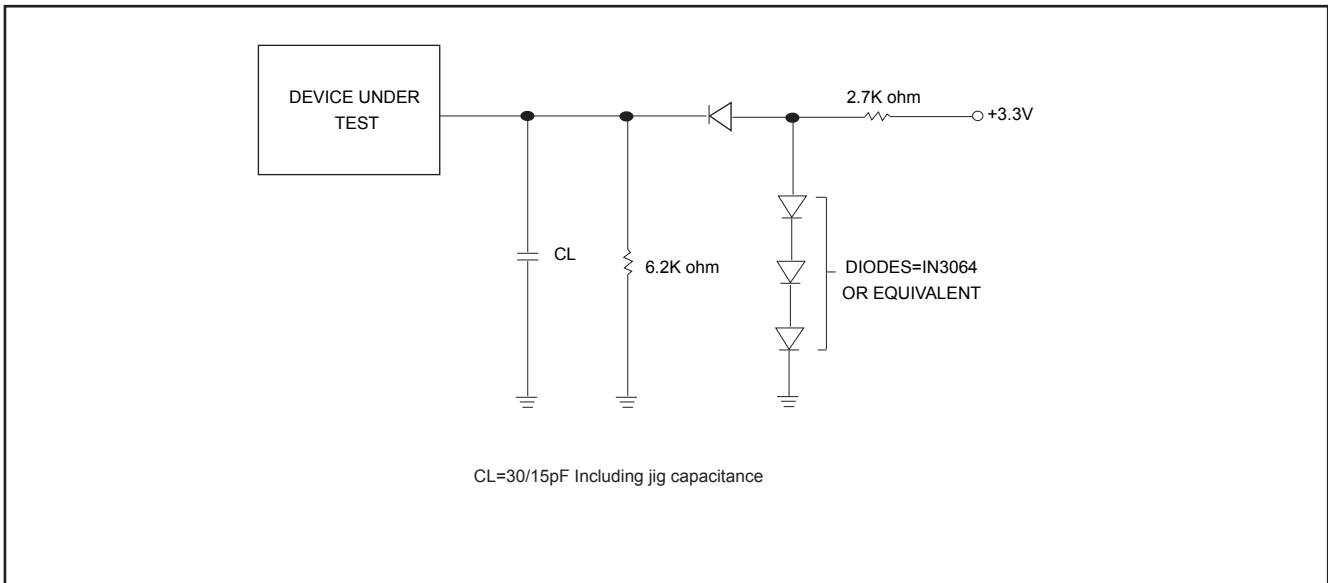 DEVICE UNDER
TEST
2.7K ohm
+3.3V
CL
6.2K ohm
DIODES=IN3064
OR EQUIVALENT
CL=30/15pF Including jig capacitance